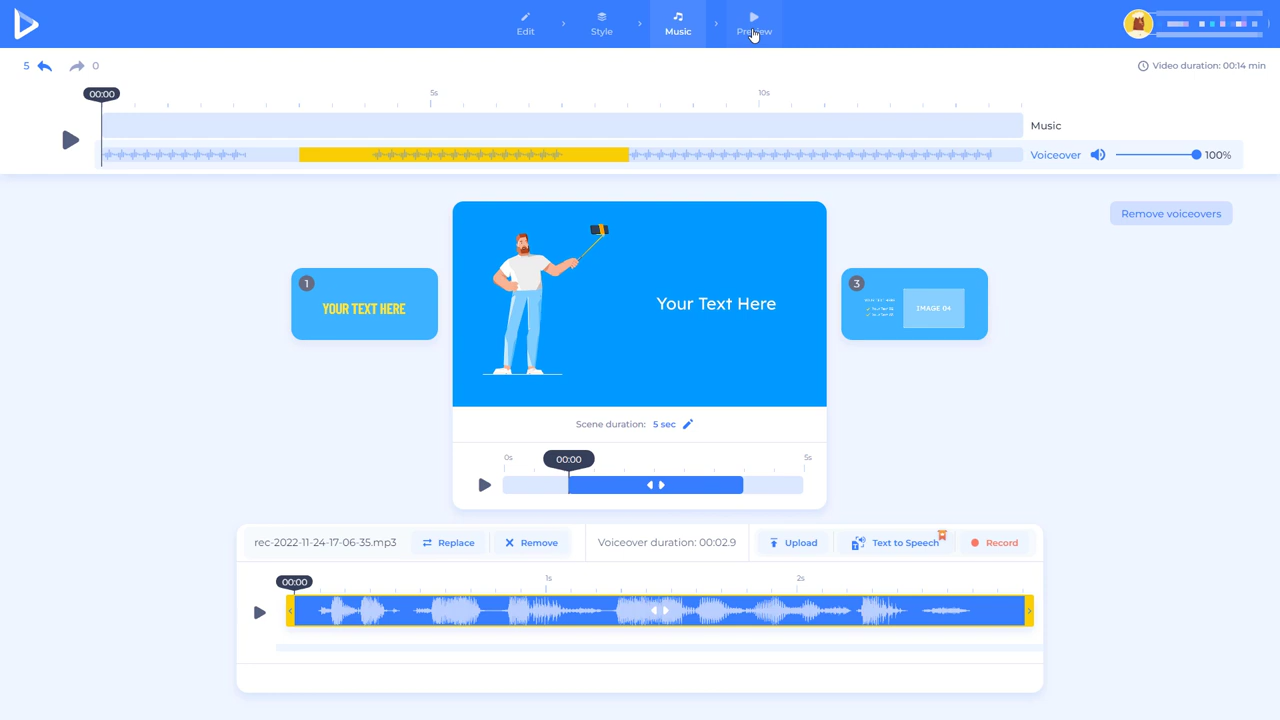 Edit
Style
Music
Preview
5
0
Video duration: 00:14 min
00:00
5s
10s
Music
Voiceover
100%
Remove voiceovers
1
YOUR TEXT HERE
Your Text Here
3
IMAGE 04
Scene duration: 5 sec
0s
00:00
5s
rec-2022-11-24-17-06-35.mp3
Replace
Remove
Voiceover duration: 00:02.9
Upload
Text to Speech
Record
00:00
1s
2s